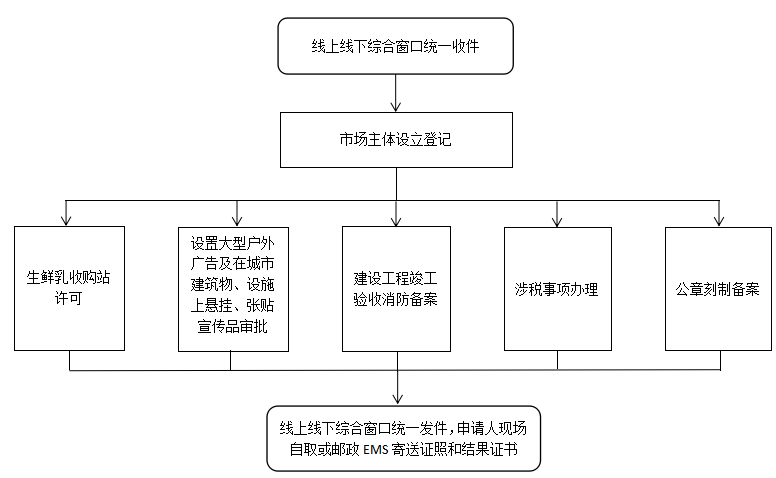 线上线下综合窗口统一收件
市场主体设立登记
生鲜乳收购站
许可
设置大型户外
广告及在城市
建筑物、设施
上悬挂、张贴
宣传品审批
建设工程竣工
验收消防备案
涉税事项办理
公章刻制备案
线上线下综合窗口统一发件，申请人现场
自取或邮政 EMS 寄送证照和结果证书